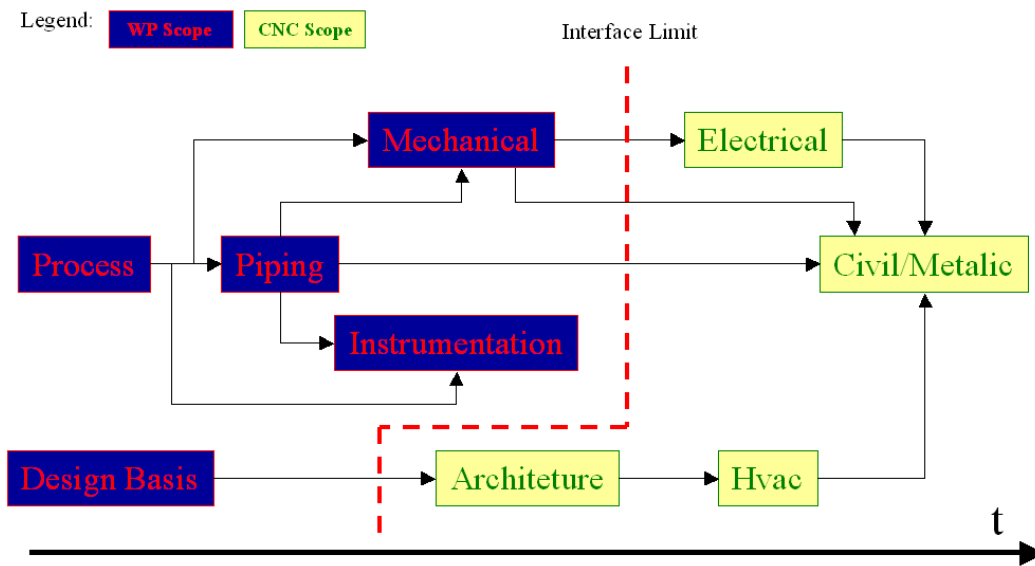 Legend:
WP Scope
CNC Scope
Interface Limit
Mechanical
Electrical
Process
Piping
Civil/Metalic
Instrumentation
Design Basis
Architeture
Hvac
t